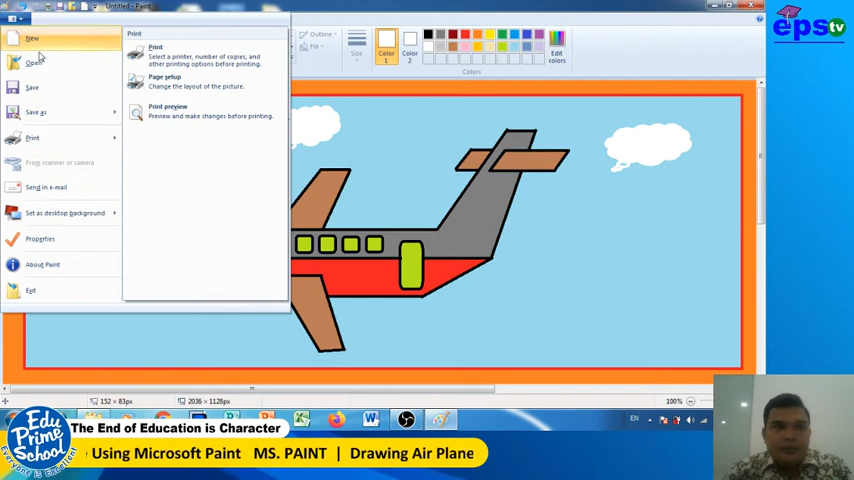 Untitled - Paint
New
Open
Save
Save as
Print
From scanner or camera
Send in e-mail
Set as desktop background
Properties
About Paint
Exit
Print
Print
Select a printer, number of copies, and
other printing options before printing.
Page setup
Change the layout of the picture.
Print preview
Preview and make changes before printing.
Outline
Fill
Size
Color
1
Color
2
Edit
colors
Colors
eps
tv
152 × 83px
2036 × 1128px
100%
EN
Edu
Prime
School
Everyone is Excellent
The End of Education is Character
e Using Microsoft Paint MS. PAINT | Drawing Air Plane